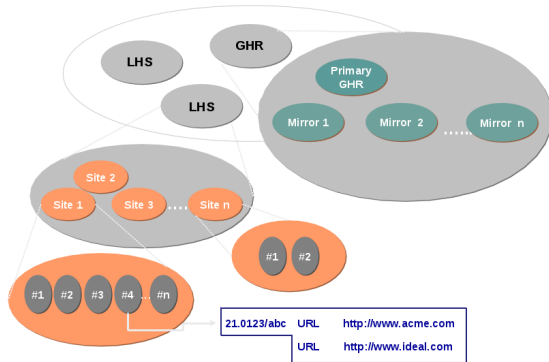 GHR
LHS
LHS
Primary
GHR
Mirror 1
Mirror 2
......
Mirror n
Site 2
Site 1
Site 3
....
Site n
#1
#2
#1
#2
#3
#4
...
#n
21.0123/abc URL http://www.acme.com
URL http://www.ideal.com